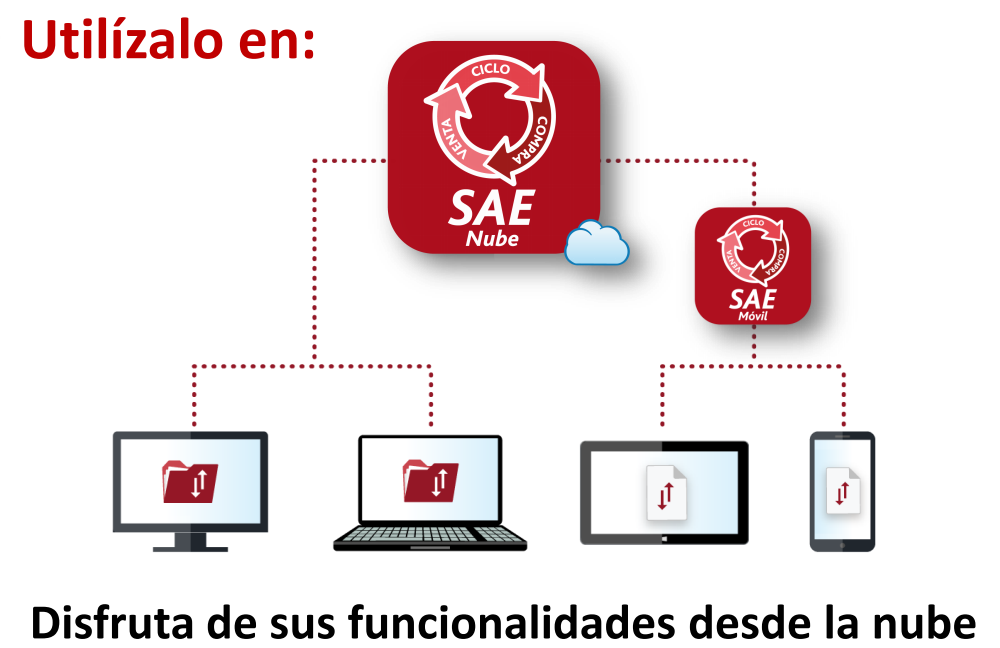 Utilízalo en:
CICLO
COMPRA
VENTA
SAE
Nube
CICLO
COMPRA
VENTA
SAE
Móvil
Disfruta de sus funcionalidades desde la nube